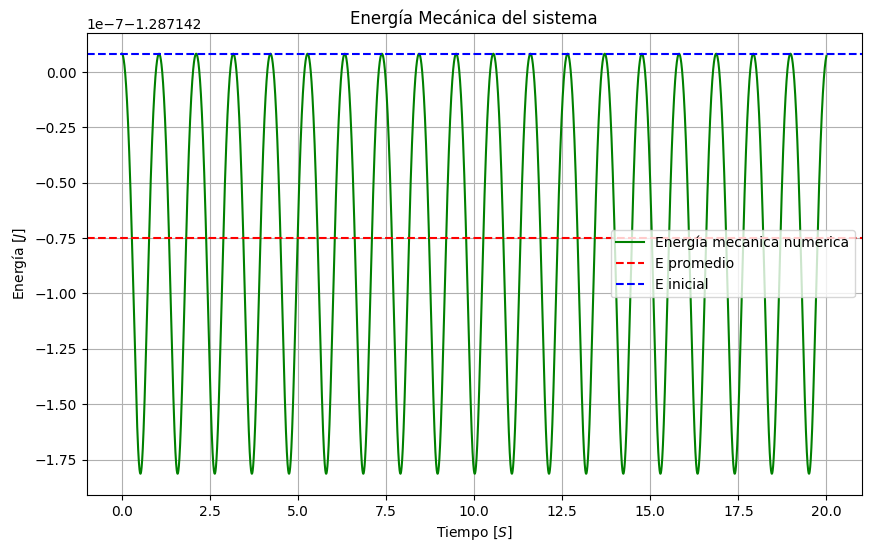 Energía Mecánica del sistema
1e−7−1.287142
0.00
−0.25
−0.50
−0.75
−1.00
−1.25
−1.50
−1.75
Energía [J]
Energía mecanica numerica
E promedio
E inicial
0.0 2.5 5.0 7.5 10.0 12.5 15.0 17.5 20.0
Tiempo [S]